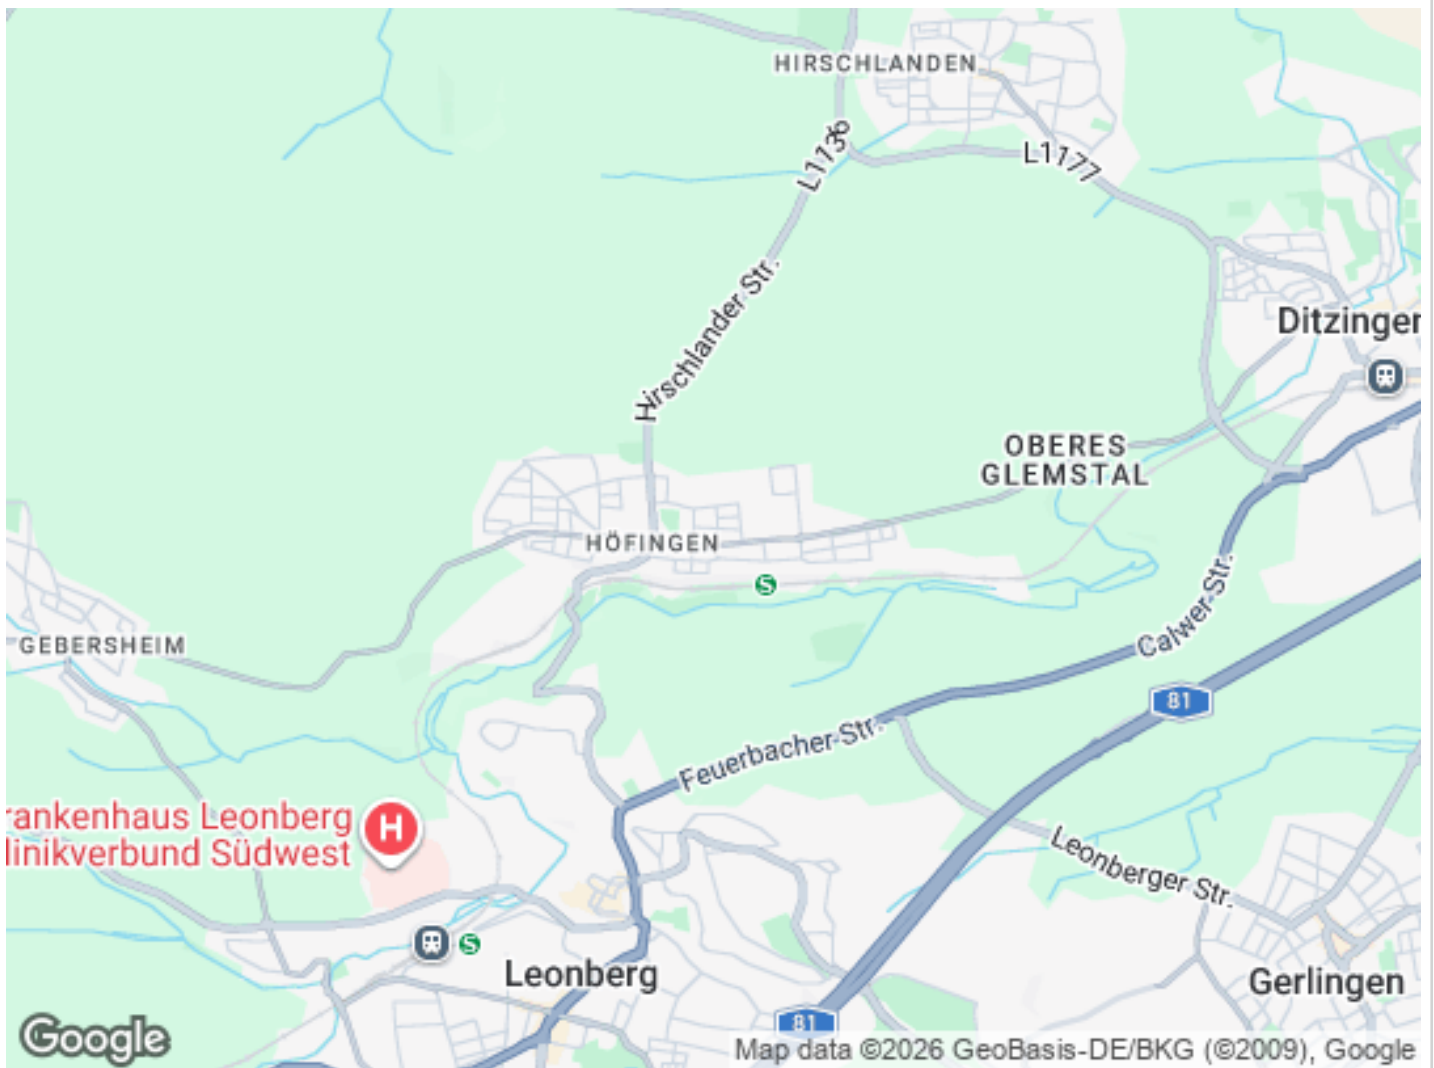 HIRSCHLANDEN
L1136
L1177
Hirschlander Str.
Ditzingen
OBERES
GLEMSTAL
HÖFINGEN
S
Calwer Str.
GEBERSHEIM
81
Feuerbacher Str.
rankenhaus Leonberg
linikverbund Südwest
H
Leonberger Str.
S
Leonberg
Gerlingen
81
Google
Map data ©2026 GeoBasis-DE/BKG (©2009), Google